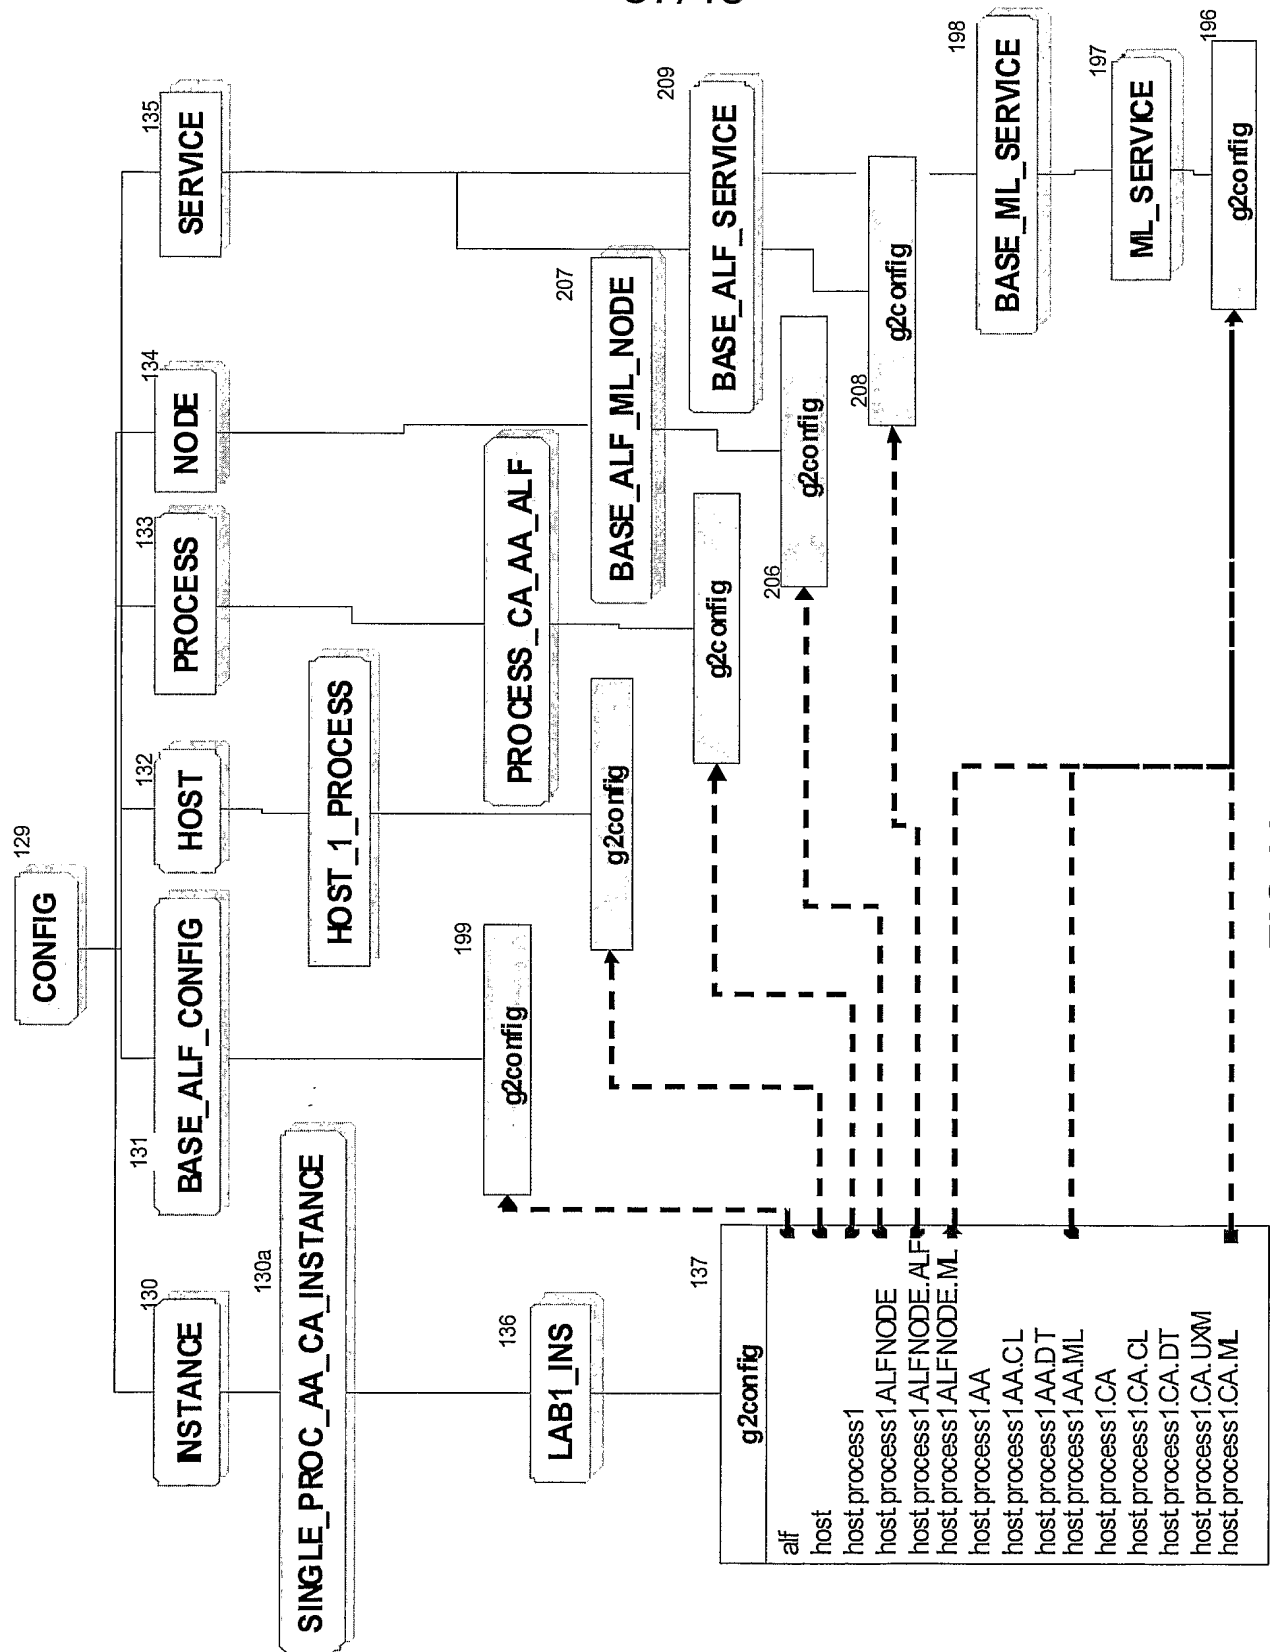 CONFIG
129
NSTANCE
130
BASE_ALF_CONFIG
131
HOST
132
PROCESS
133
NODE
134
SERVICE
135
SINGLE_PROC_AA_CA_INSTANCE
130a
HOST_1_PROCESS
LAB1_INS
136
g2config
199
PROCESS_CA_AA_ALF
BASE_ALF_ML_NODE
207
BASE_ALF_SERVICE
209
g2config
g2config
g2config
206
g2config
208
BASE_ML_SERVICE
198
ML_SERVICE
197
g2config
196
137
g2config
alf
host
host.process1
host.process1.ALFNODE
host.process1.ALFNODE.ALF
host.process1.ALFNODE.ML
host.process1.AA
host.process1.AA.CL
host.process1.AA.DT
host.process1.AA.ML
host.process1.CA
host.process1.CA.CL
host.process1.CA.DT
host.process1.CA.UXM
host.process1.CA.ML